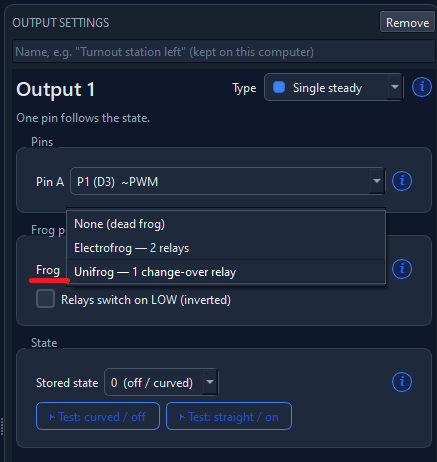 OUTPUT SETTINGS
Remove
Name, e.g. "Turnout station left" (kept on this computer)
Output 1
Type
Single steady
i
One pin follows the state.
Pins
Pin A
P1 (D3) ~PWM
i
None (dead frog)
Frog p
Electrofrog — 2 relays
Frog
Unifrog — 1 change-over relay
i
Relays switch on LOW (inverted)
State
Stored state
0 (off / curved)
i
Test: curved / off
Test: straight / on